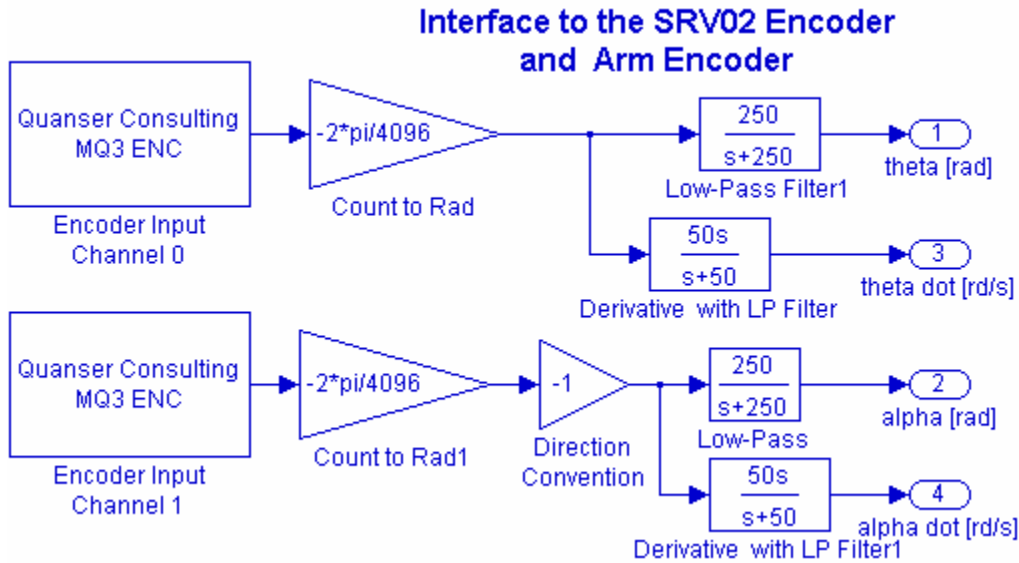 Interface to the SRV02 Encoder
and Arm Encoder
Quanser Consulting
MQ3 ENC
Encoder Input
Channel 0
-2*pi/4096
Count to Rad
250
s+250
Low-Pass Filter1
1
theta [rad]
50s
s+50
Derivative with LP Filter
3
theta dot [rd/s]
Quanser Consulting
MQ3 ENC
Encoder Input
Channel 1
-2*pi/4096
Count to Rad1
-1
Direction
Convention
250
s+250
Low-Pass
2
alpha [rad]
50s
s+50
Derivative with LP Filter1
4
alpha dot [rd/s]